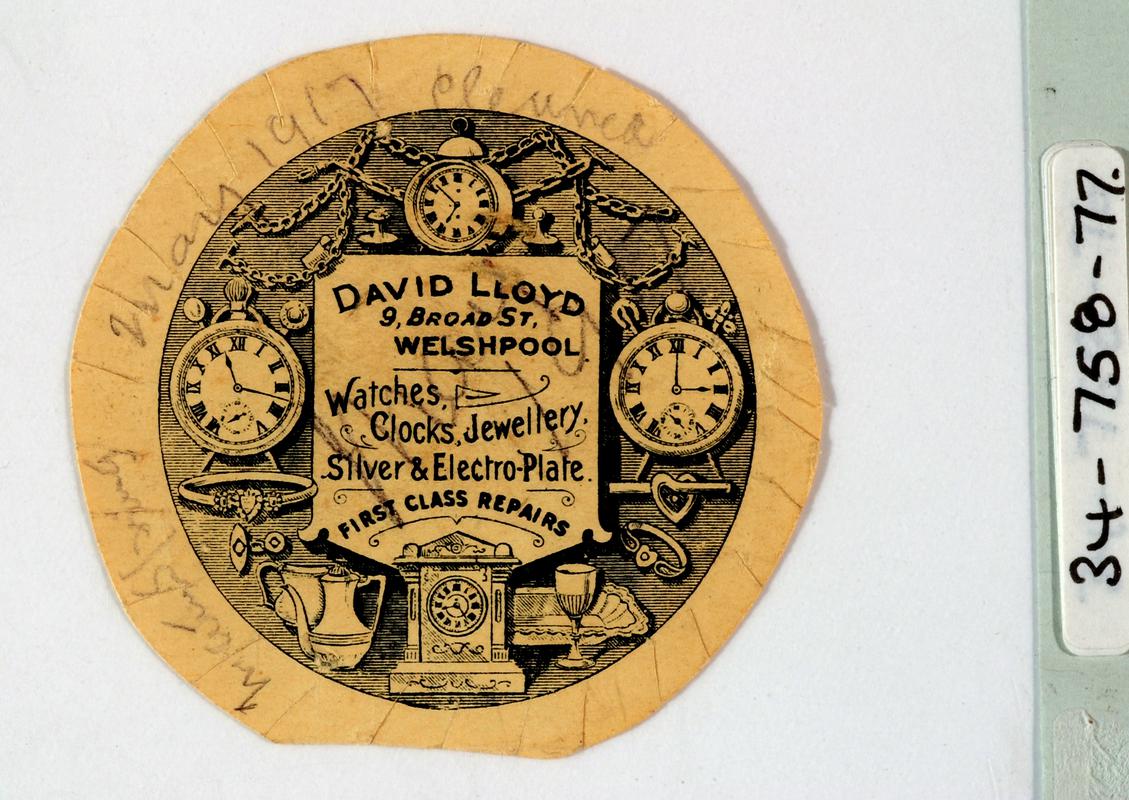 DAVID LLOYD
9, BROAD ST,
WELSHPOOL
Watches,
Clocks, Jewellery,
Silver & Electro-Plate.
FIRST CLASS REPAIRS
May 1917 cleaned
34-758-77.